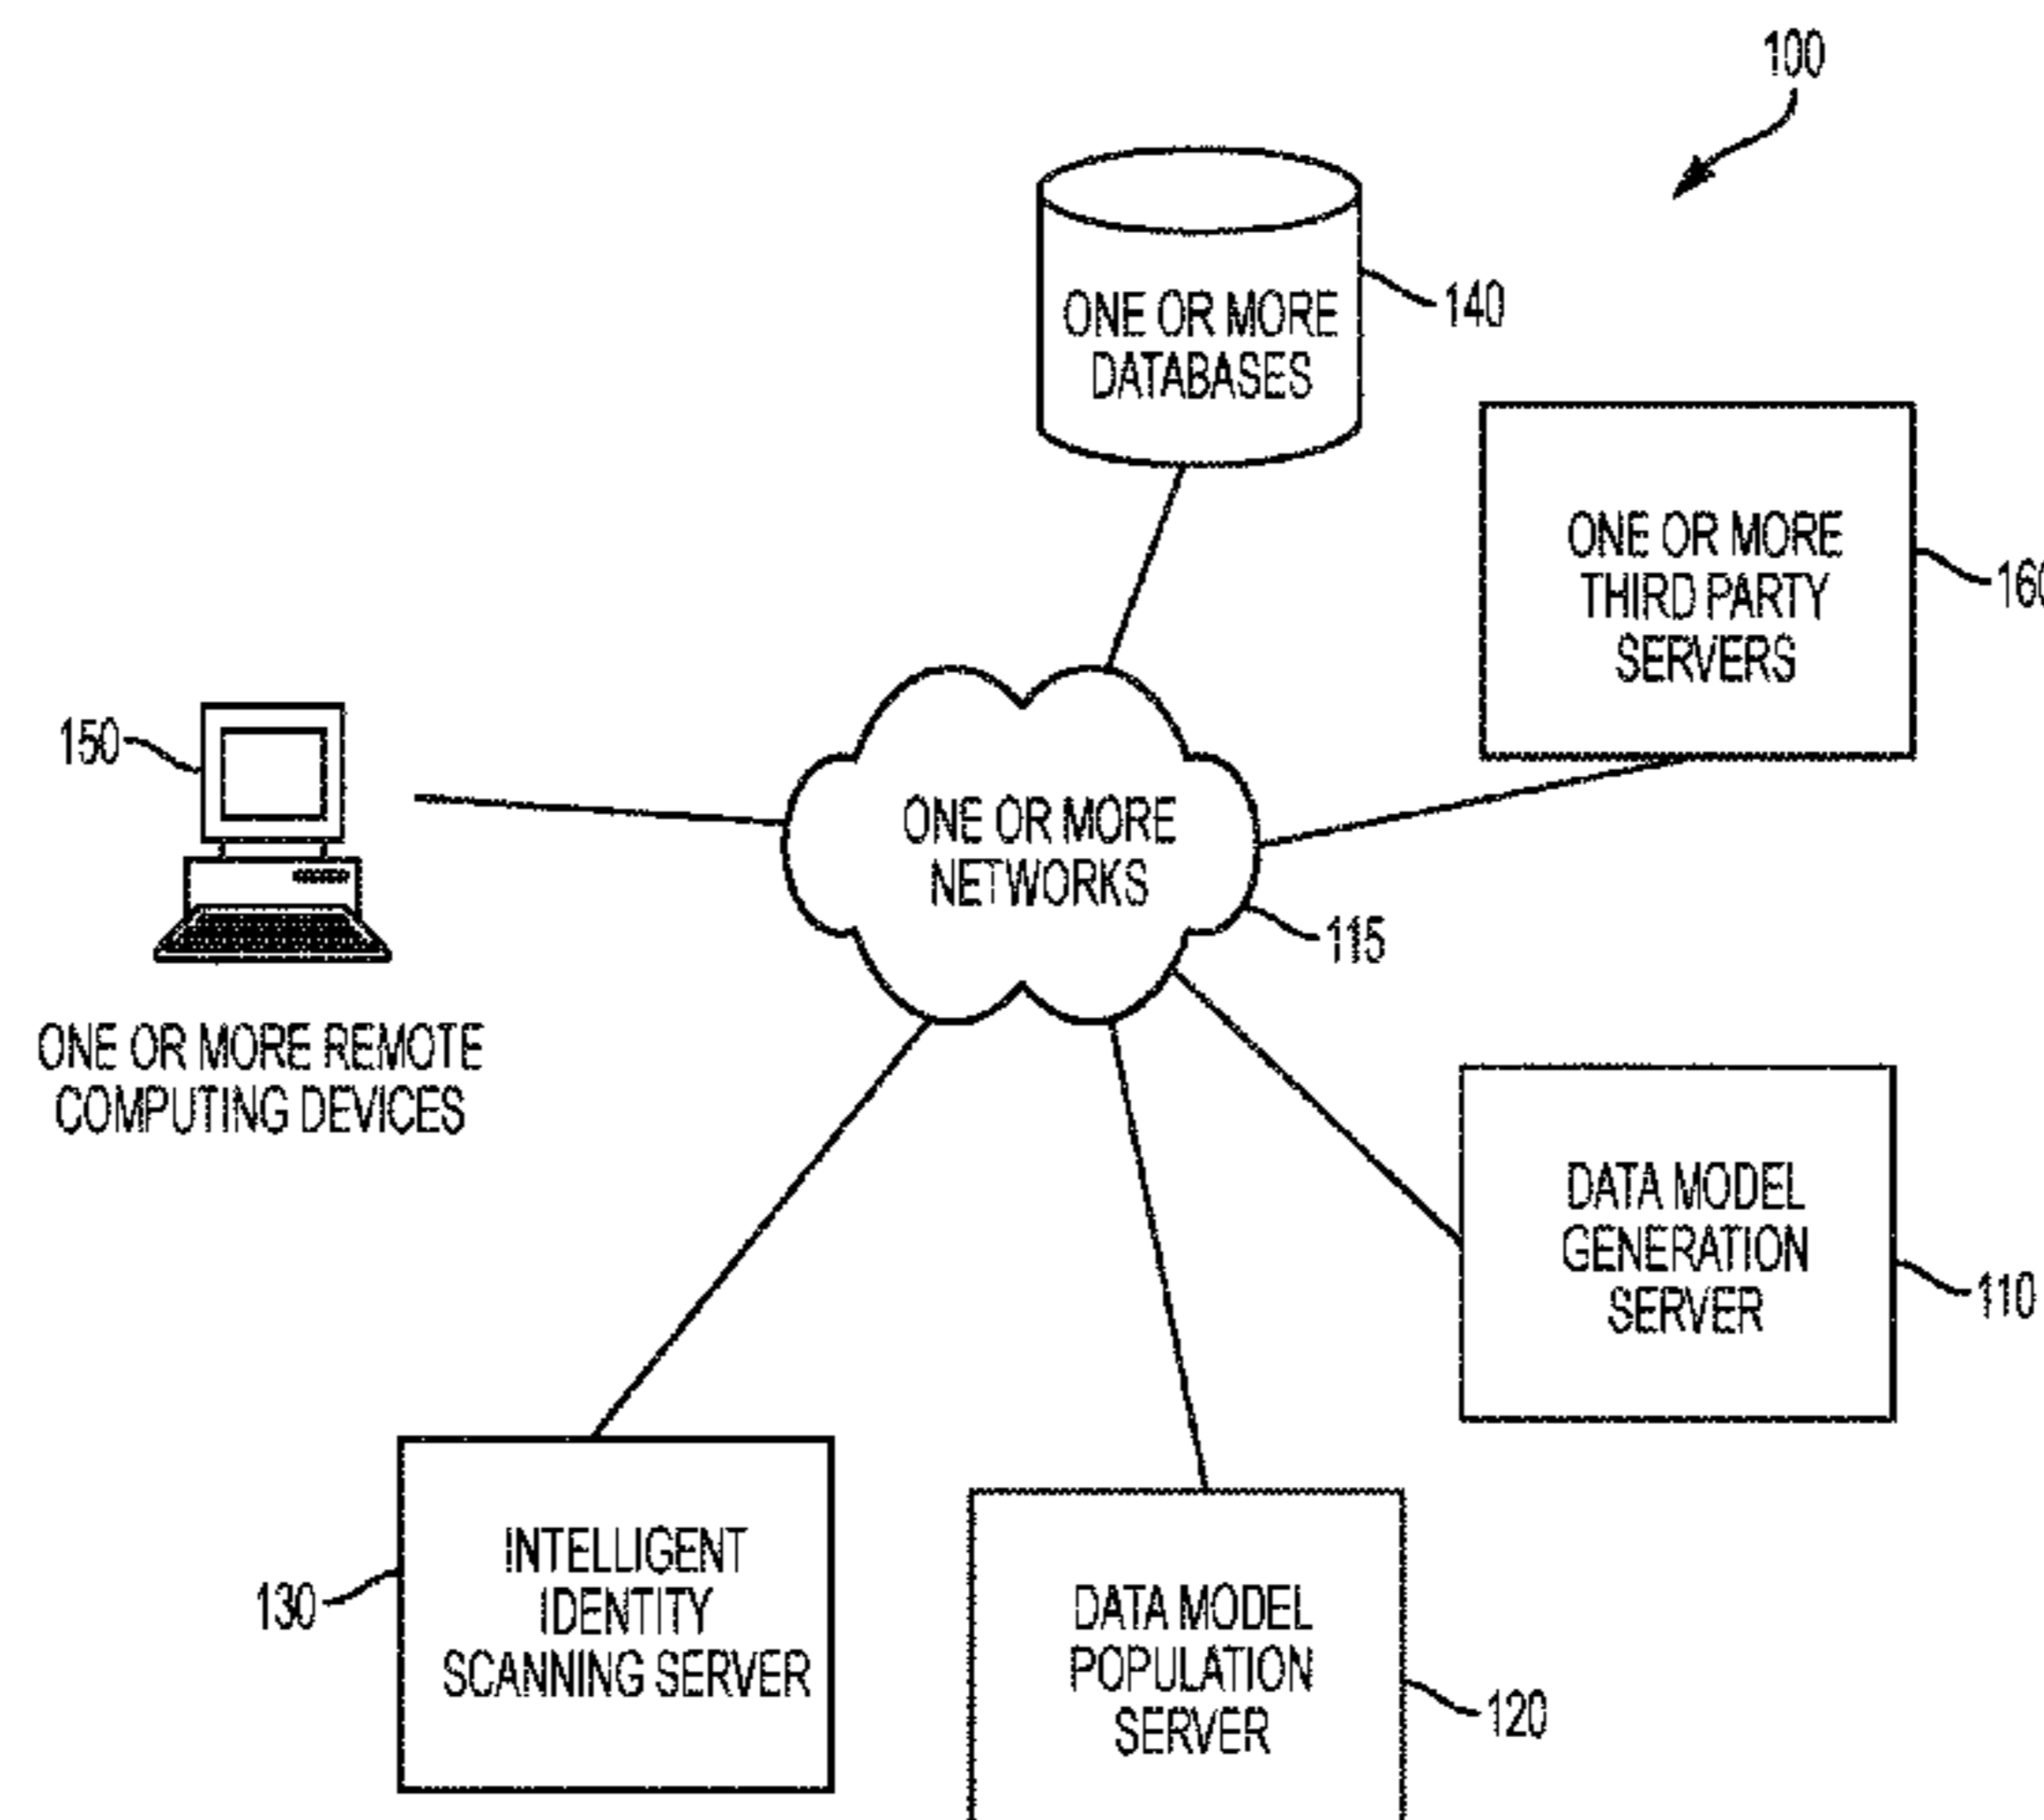 100
ONE OR MORE
DATABASES
140
ONE OR MORE
THIRD PARTY
SERVERS
160
150
ONE OR MORE
NETWORKS
115
ONE OR MORE REMOTE
COMPUTING DEVICES
DATA MODEL
GENERATION
SERVER
110
INTELLIGENT
IDENTITY
SCANNING SERVER
130
DATA MODEL
POPULATION
SERVER
120